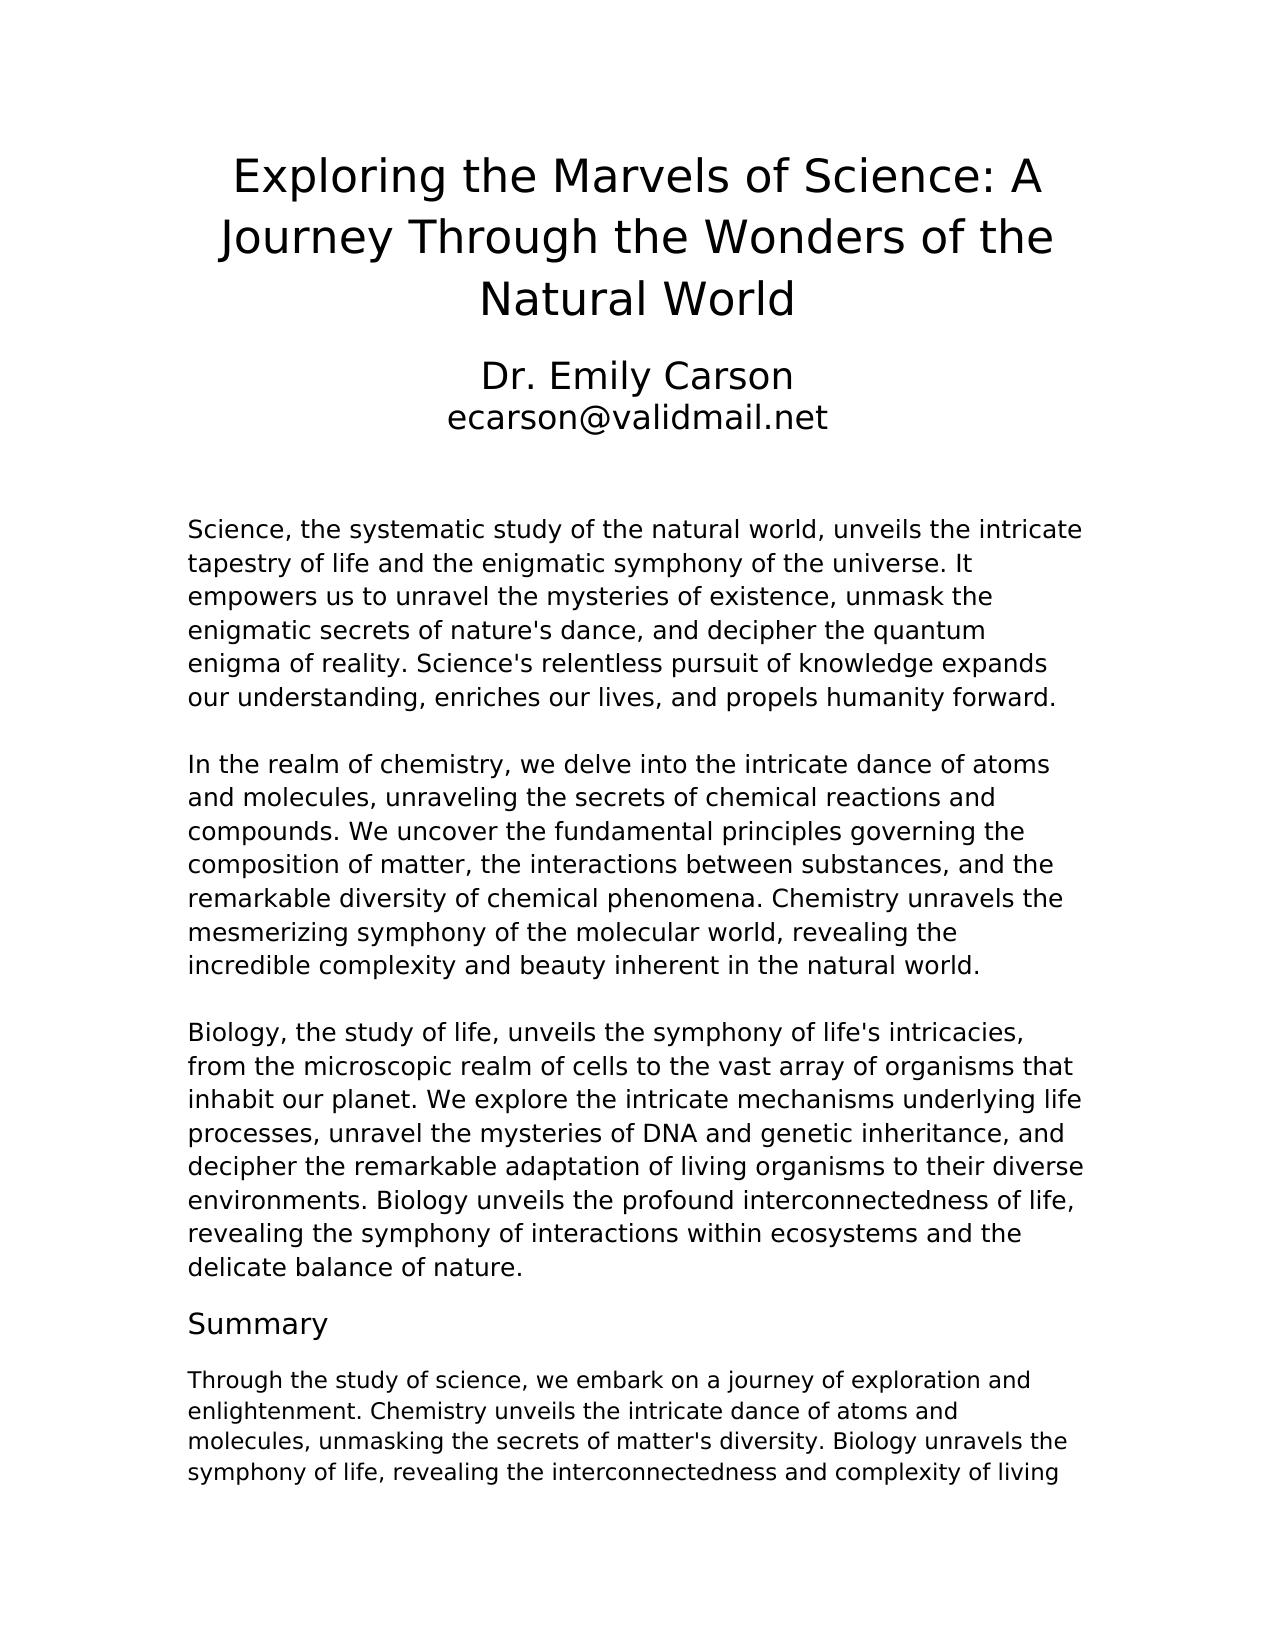 Exploring the Marvels of Science: A
Journey Through the Wonders of the
Natural World
Dr. Emily Carson
ecarson@validmail.net
Science, the systematic study of the natural world, unveils the intricate
tapestry of life and the enigmatic symphony of the universe. It
empowers us to unravel the mysteries of existence, unmask the
enigmatic secrets of nature's dance, and decipher the quantum
enigma of reality. Science's relentless pursuit of knowledge expands
our understanding, enriches our lives, and propels humanity forward.
In the realm of chemistry, we delve into the intricate dance of atoms
and molecules, unraveling the secrets of chemical reactions and
compounds. We uncover the fundamental principles governing the
composition of matter, the interactions between substances, and the
remarkable diversity of chemical phenomena. Chemistry unravels the
mesmerizing symphony of the molecular world, revealing the
incredible complexity and beauty inherent in the natural world.
Biology, the study of life, unveils the symphony of life's intricacies,
from the microscopic realm of cells to the vast array of organisms that
inhabit our planet. We explore the intricate mechanisms underlying life
processes, unravel the mysteries of DNA and genetic inheritance, and
decipher the remarkable adaptation of living organisms to their diverse
environments. Biology unveils the profound interconnectedness of life,
revealing the symphony of interactions within ecosystems and the
delicate balance of nature.
Summary
Through the study of science, we embark on a journey of exploration and
enlightenment. Chemistry unveils the intricate dance of atoms and
molecules, unmasking the secrets of matter's diversity. Biology unravels the
symphony of life, revealing the interconnectedness and complexity of living